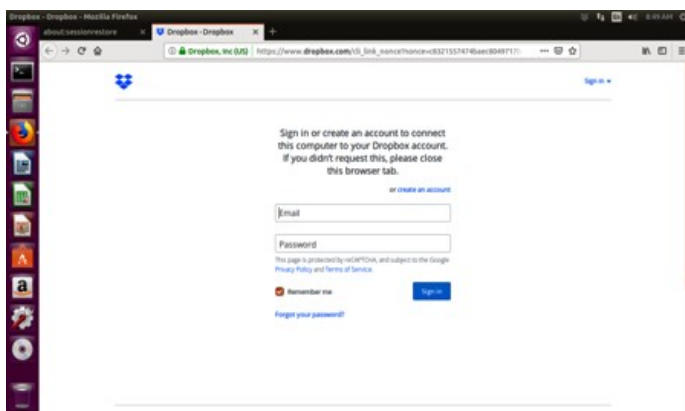 Dropbox - Dropbox - Mozilla Firefox
8:49 AM
about:sessionrestore
Dropbox - Dropbox
Dropbox, Inc (US)
https://www.dropbox.com/cli_link_nonce?nonce=
Sign in
Sign in or create an account to connect
this computer to your Dropbox account.
If you didn't request this, please close
this browser tab.
or create an account
Email
Password
This page is protected by reCAPTCHA, and subject to the Google
Privacy Policy and Terms of Service.
Remember me
Sign in
Forgot your password?